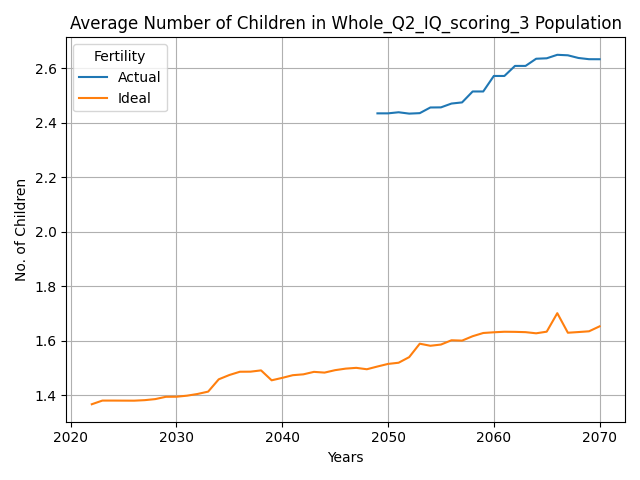 Average Number of Children in Whole_Q2_IQ_scoring_3 Population
Fertility
Actual
Ideal
No. of Children
2.6
2.4
2.2
2.0
1.8
1.6
1.4
2020 2030 2040 2050 2060 2070
Years